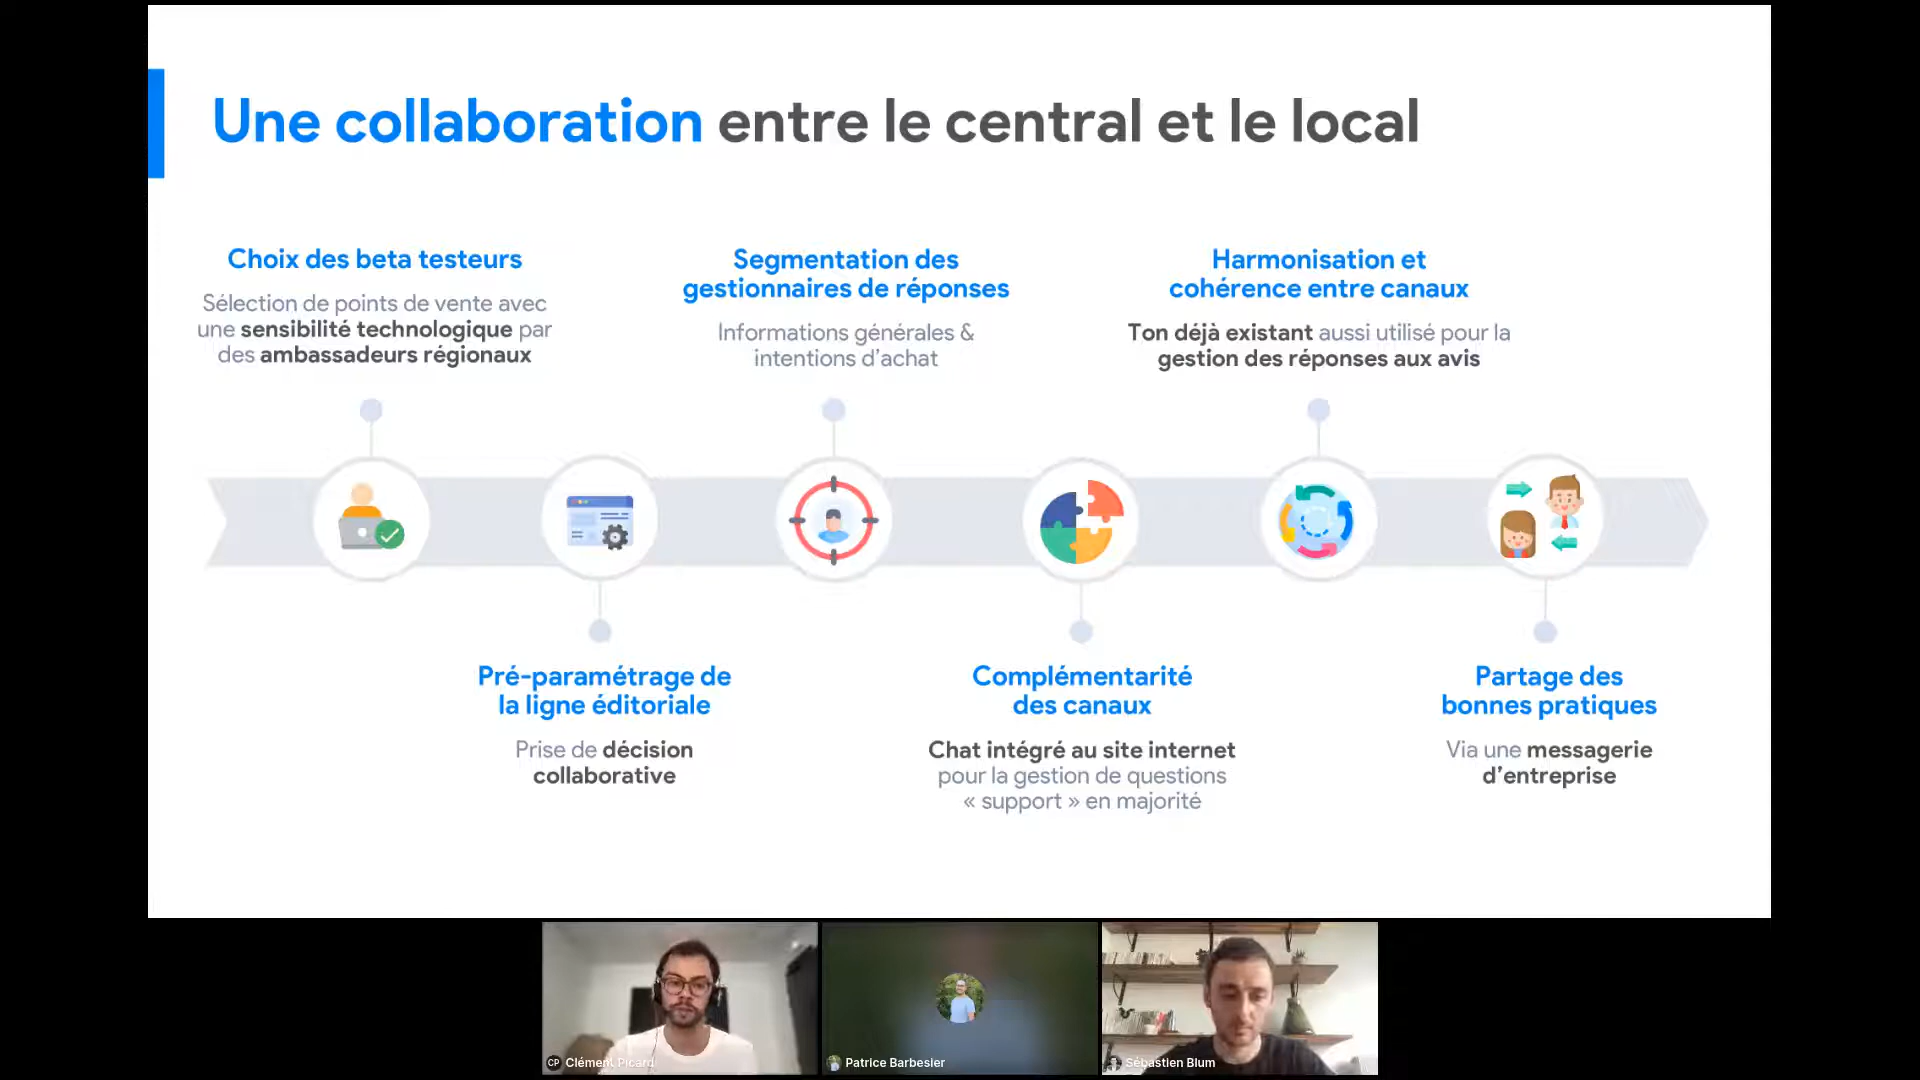 Une collaboration entre le central et le local
Choix des beta testeurs
Sélection de points de vente avec
une sensibilité technologique par
des ambassadeurs régionaux
Segmentation des
gestionnaires de réponses
Informations générales &
intentions d'achat
Harmonisation et
cohérence entre canaux
Ton déjà existant aussi utilisé pour la
gestion des réponses aux avis
Pré-paramétrage de
la ligne éditoriale
Prise de décision
collaborative
Complémentarité
des canaux
Chat intégré au site internet
pour la gestion de questions
« support » en majorité
Partage des
bonnes pratiques
Via une messagerie
d'entreprise
CP Clément Picard
Patrice Barbesier
Sébastien Blum